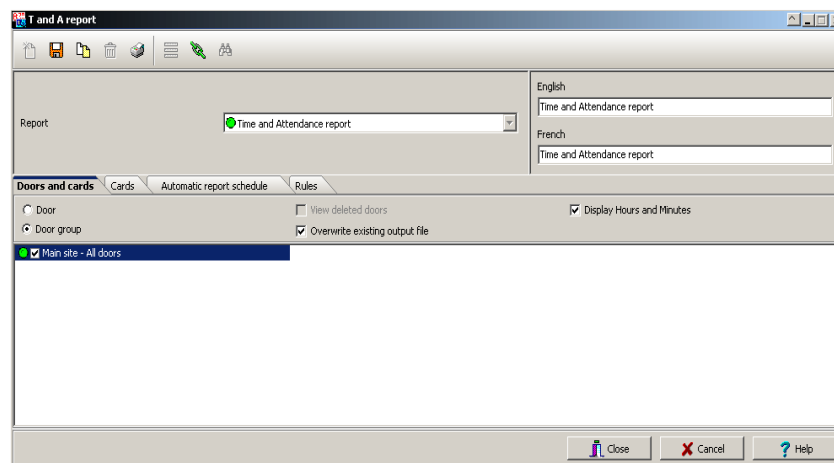 T and A report
English
Time and Attendance report
Report
Time and Attendance report
French
Time and Attendance report
Doors and cards
Cards
Automatic report schedule
Rules
Door
View deleted doors
Display Hours and Minutes
Door group
Overwrite existing output file
Main site - All doors
Close
Cancel
Help